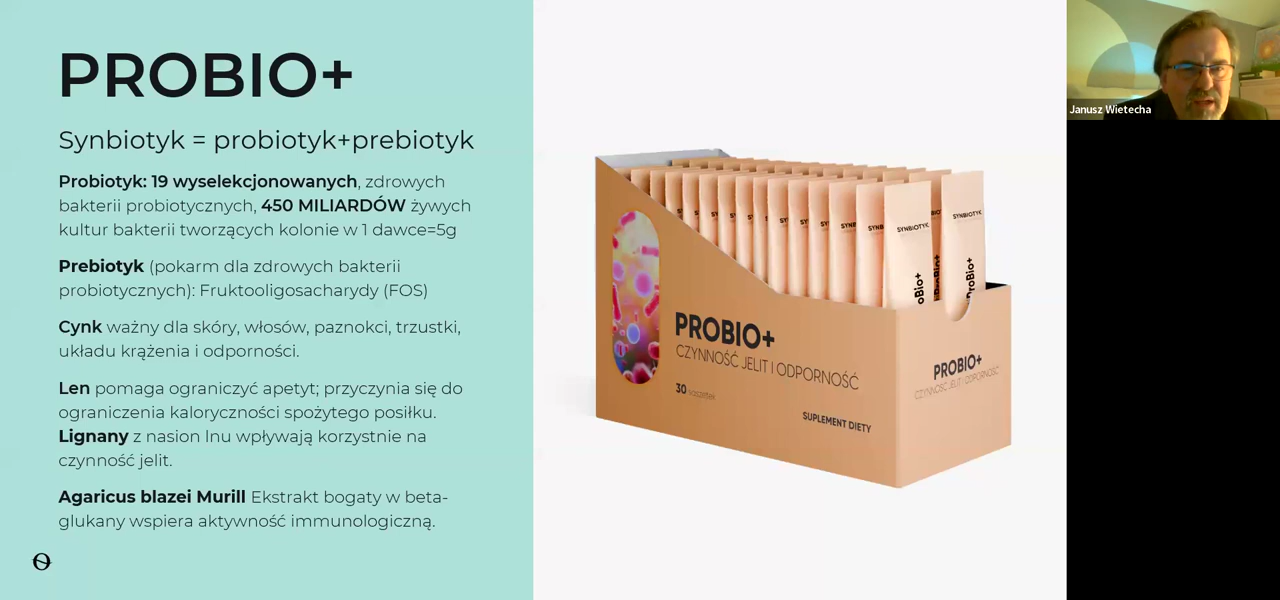 PROBIO+
Synbiotyk = probiotyk+prebiotyk
Probiotyk: 19 wyselekcjonowanych, zdrowych
bakterii probiotycznych, 450 MILIARDÓW żywych
kultur bakterii tworzących kolonie w 1 dawce=5g
Prebiotyk (pokarm dla zdrowych bakterii
probiotycznych): Fruktooligosacharydy (FOS)
Cynk ważny dla skóry, włosów, paznokci, trzustki,
układu krążenia i odporności.
Len pomaga ograniczyć apetyt; przyczynia się do
ograniczenia kaloryczności spożytego posiłku.
Lignany z nasion lnu wpływają korzystnie na
czynność jelit.
Agaricus blazei Murill Ekstrakt bogaty w beta-
glukany wspiera aktywność immunologiczną.
SYNBIOTYK
SYNBIOTYK
ProBio+
PROBIO+
CZYNNOŚĆ JELIT I ODPORNOŚĆ
30 saszetek
SUPLEMENT DIETY
PROBIO+
CZYNNOŚĆ JELIT I ODPORNOŚĆ
Janusz Wietecha